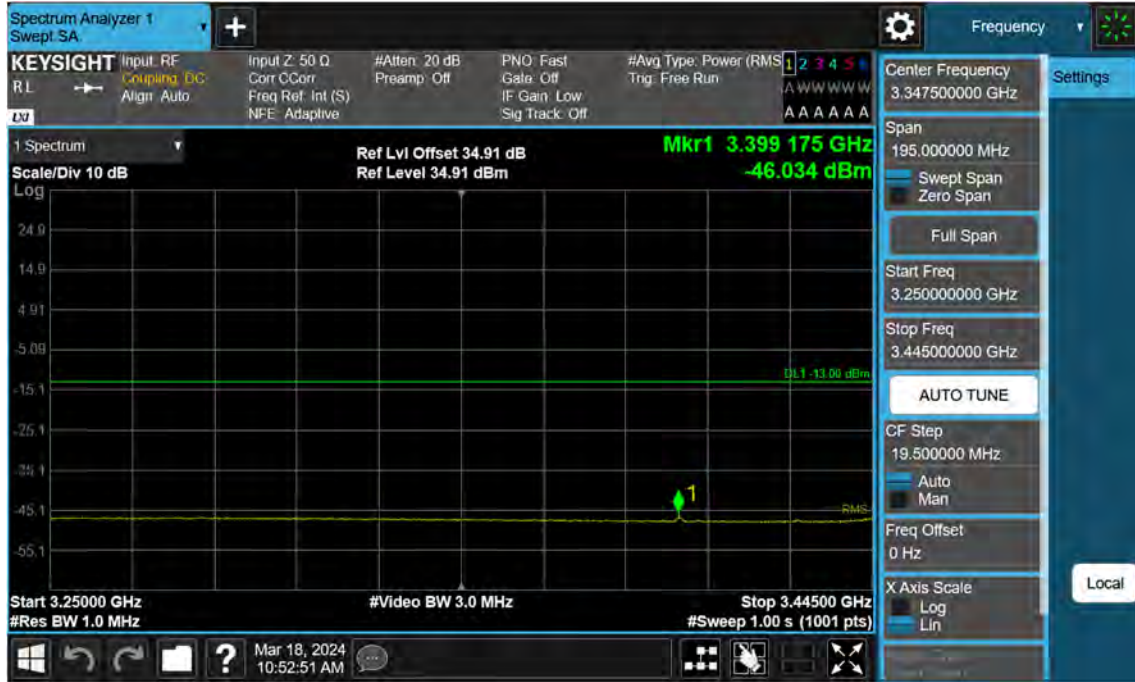 Spectrum Analyzer 1
Swept SA
Frequency
KEYSIGHT
RL
LXI
Input: RF
Coupling: DC
Align: Auto
Input Z: 50 Ω
Corr CCorr
Freq Ref: Int (S)
NFE: Adaptive
#Atten: 20 dB
Preamp: Off
PNO: Fast
Gate: Off
IF Gain: Low
Sig Track: Off
#Avg Type: Power (RMS
Trig: Free Run
1 2 3 4 5 6
A W W W W W
A A A A A A
1 Spectrum
Scale/Div 10 dB
Ref Lvl Offset 34.91 dB
Ref Level 34.91 dBm
Mkr1 3.399 175 GHz
-46.034 dBm
Log
24.9
14.9
4.91
-5.09
DL1 -13.00 dBm
-15.1
-25.1
-35.1
1
-45.1
RMS
-55.1
Start 3.25000 GHz
#Video BW 3.0 MHz
Stop 3.44500 GHz
#Res BW 1.0 MHz
#Sweep 1.00 s (1001 pts)
Mar 18, 2024
10:52:51 AM
Center Frequency
3.347500000 GHz
Settings
Span
195.000000 MHz
Swept Span
Zero Span
Full Span
Start Freq
3.250000000 GHz
Stop Freq
3.445000000 GHz
AUTO TUNE
CF Step
19.500000 MHz
Auto
Man
Freq Offset
0 Hz
X Axis Scale
Log
Lin
Local